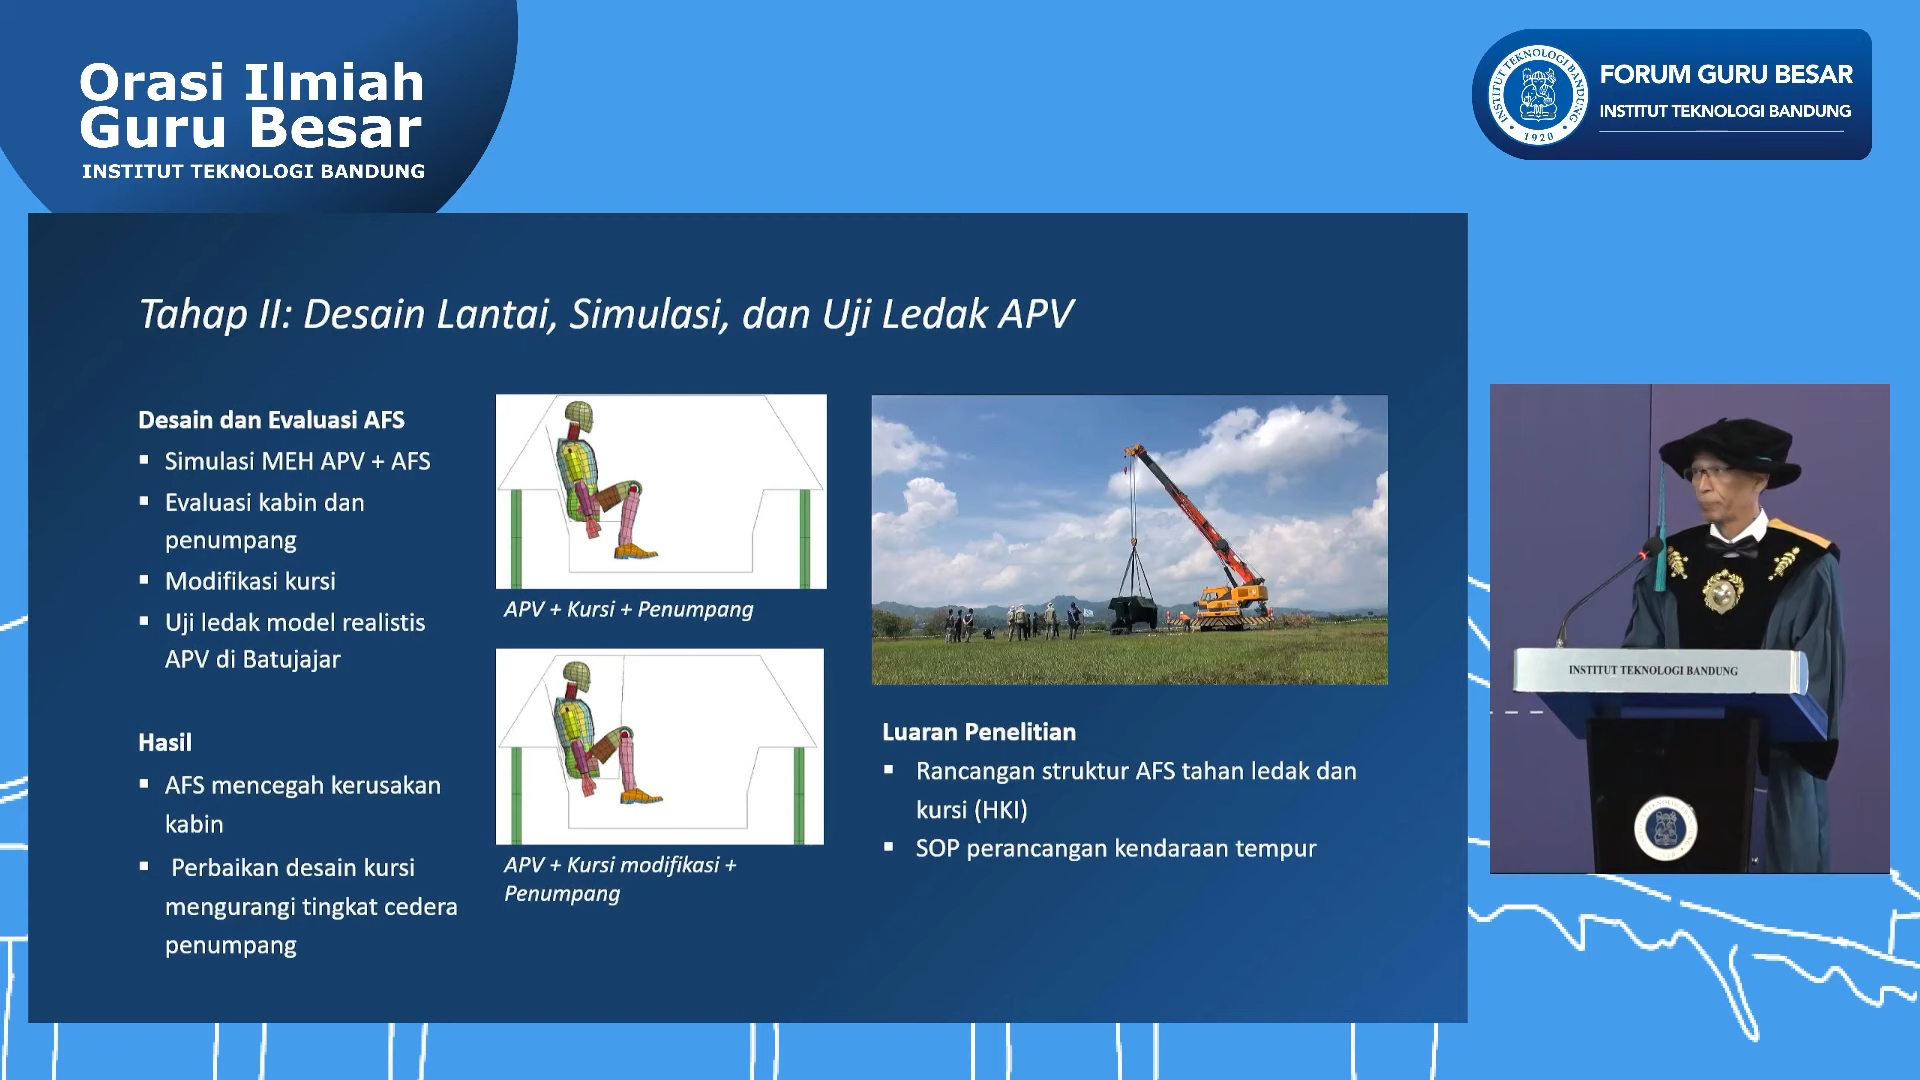 Orasi Ilmiah
Guru Besar
INSTITUT TEKNOLOGI BANDUNG
INSTITUT TEKNOLOGI BANDUNG
1920
FORUM GURU BESAR
INSTITUT TEKNOLOGI BANDUNG
Tahap II: Desain Lantai, Simulasi, dan Uji Ledak APV
Desain dan Evaluasi AFS
▪ Simulasi MEH APV + AFS
▪ Evaluasi kabin dan
penumpang
▪ Modifikasi kursi
▪ Uji ledak model realistis
APV di Batujajar
Hasil
▪ AFS mencegah kerusakan
kabin
▪ Perbaikan desain kursi
mengurangi tingkat cedera
penumpang
APV + Kursi + Penumpang
APV + Kursi modifikasi +
Penumpang
Luaran Penelitian
▪ Rancangan struktur AFS tahan ledak dan
kursi (HKI)
▪ SOP perancangan kendaraan tempur
INSTITUT TEKNOLOGI BANDUNG